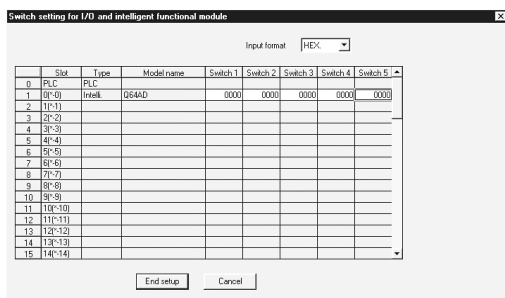 Switch setting for I/O and intelligent functional module
Input format HEX.
Slot Type Model name Switch 1 Switch 2 Switch 3 Switch 4 Switch 5
0 PLC PLC
1 0(*-0) Intelli. Q64AD 0000 0000 0000 0000 0000
2 1(*-1)
3 2(*-2)
4 3(*-3)
5 4(*-4)
6 5(*-5)
7 6(*-6)
8 7(*-7)
9 8(*-8)
10 9(*-9)
11 10(*-10)
12 11(*-11)
13 12(*-12)
14 13(*-13)
15 14(*-14)
End setup Cancel